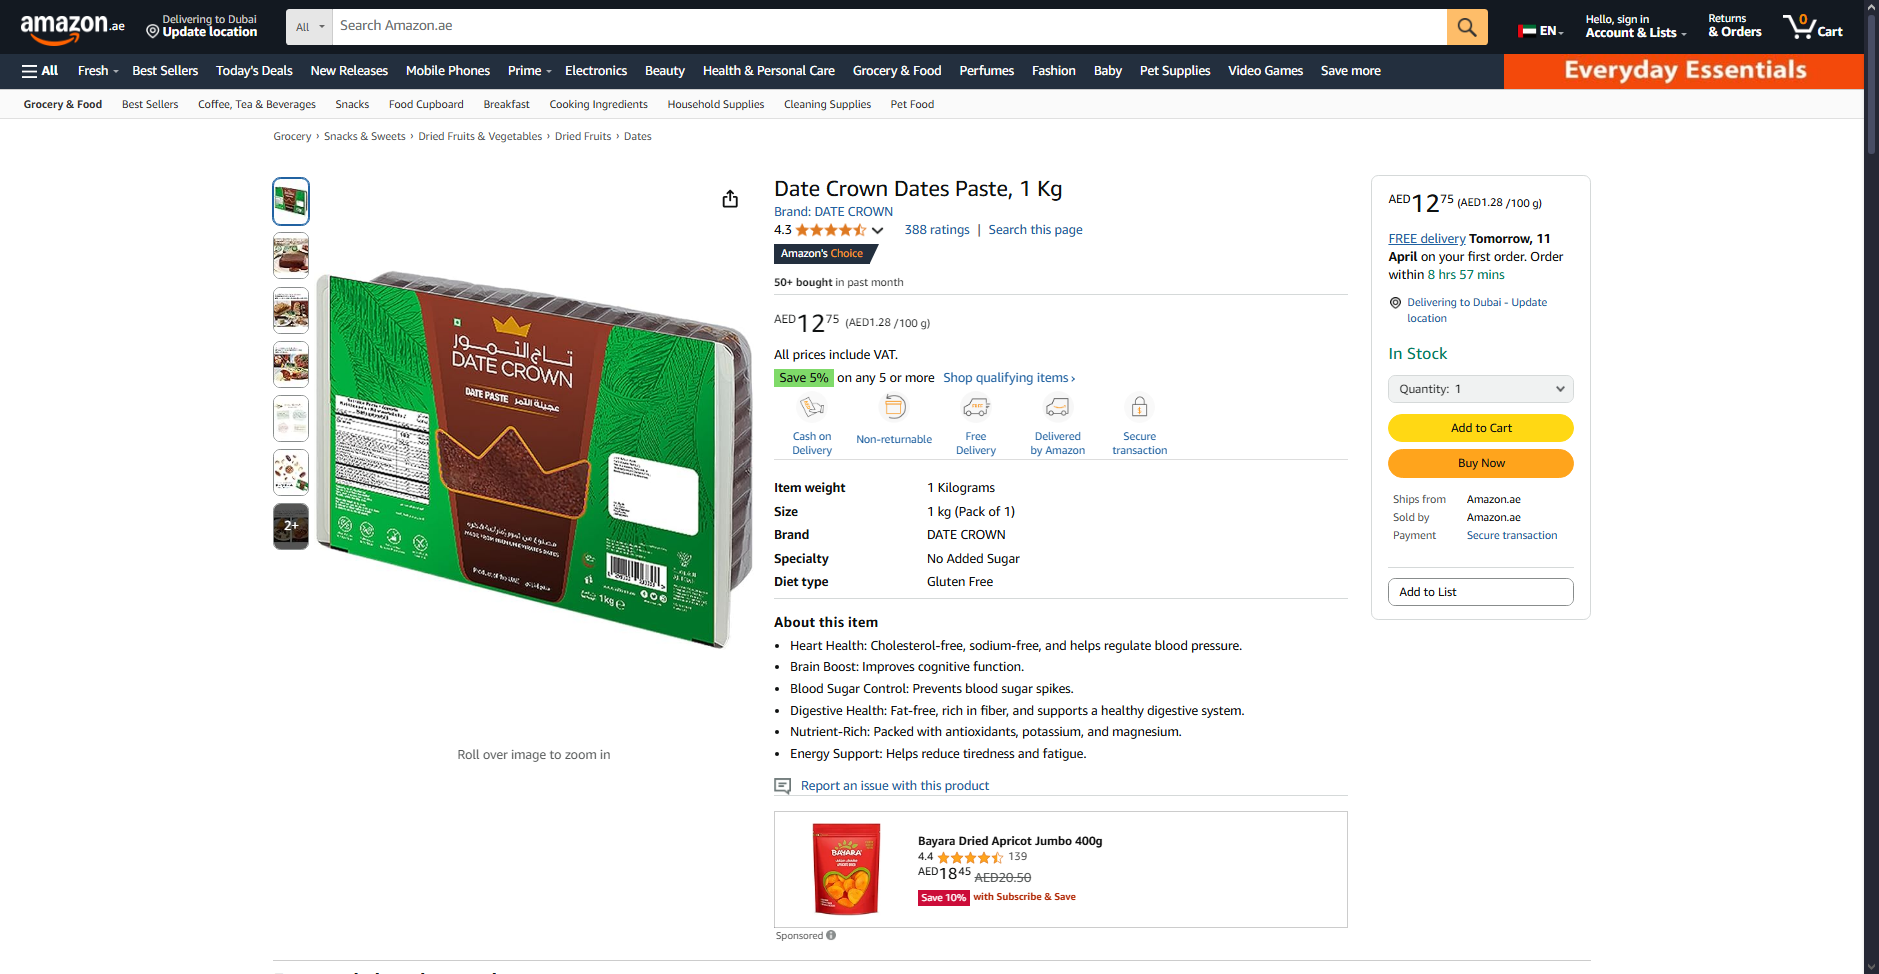 amazon.ae
Delivering to Dubai
Update location
All
Search Amazon.ae
EN
Hello, sign in
Account & Lists
Returns
& Orders
0
Cart
All
Fresh
Best Sellers
Today's Deals
New Releases
Mobile Phones
Prime
Electronics
Beauty
Health & Personal Care
Grocery & Food
Perfumes
Fashion
Baby
Pet Supplies
Video Games
Save more
Everyday Essentials
Grocery & Food
Best Sellers
Coffee, Tea & Beverages
Snacks
Food Cupboard
Breakfast
Cooking Ingredients
Household Supplies
Cleaning Supplies
Pet Food
Grocery › Snacks & Sweets › Dried Fruits & Vegetables › Dried Fruits › Dates
2+
تاج التمور
DATE CROWN
DATE PASTE عجينة التمر
MADE FROM PREMIUM EMIRATES DATES
Product of the UAE
1kg e
Roll over image to zoom in
Date Crown Dates Paste, 1 Kg
Brand: DATE CROWN
4.3
388 ratings | Search this page
Amazon's Choice
50+ bought in past month
AED12 75 (AED1.28 /100 g)
All prices include VAT.
Save 5% on any 5 or more Shop qualifying items ›
Cash on
Delivery
Non-returnable
Free
Delivery
Delivered
by Amazon
Secure
transaction
Item weight 1 Kilograms
Size 1 kg (Pack of 1)
Brand DATE CROWN
Specialty No Added Sugar
Diet type Gluten Free
About this item
• Heart Health: Cholesterol-free, sodium-free, and helps regulate blood pressure.
• Brain Boost: Improves cognitive function.
• Blood Sugar Control: Prevents blood sugar spikes.
• Digestive Health: Fat-free, rich in fiber, and supports a healthy digestive system.
• Nutrient-Rich: Packed with antioxidants, potassium, and magnesium.
• Energy Support: Helps reduce tiredness and fatigue.
Report an issue with this product
BAYARA
Bayara Dried Apricot Jumbo 400g
4.4 139
AED18 45 AED20.50
Save 10% with Subscribe & Save
Sponsored
AED12 75 (AED1.28 /100 g)
FREE delivery Tomorrow, 11
April on your first order. Order
within 8 hrs 57 mins
Delivering to Dubai - Update
location
In Stock
Quantity: 1
Add to Cart
Buy Now
Ships from Amazon.ae
Sold by Amazon.ae
Payment Secure transaction
Add to List